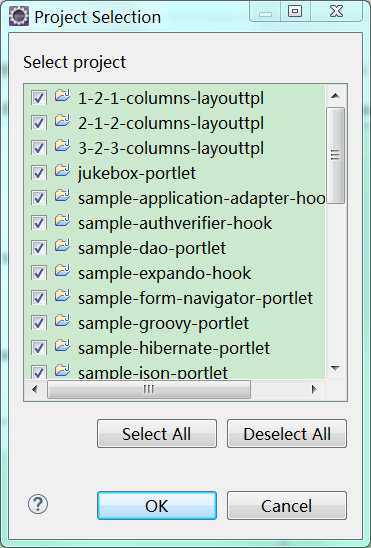 Project Selection
Select project
1-2-1-columns-layouttpl
2-1-2-columns-layouttpl
3-2-3-columns-layouttpl
jukebox-portlet
sample-application-adapter-hoo
sample-authverifier-hook
sample-dao-portlet
sample-expando-hook
sample-form-navigator-portlet
sample-groovy-portlet
sample-hibernate-portlet
sample-json-portlet
Select All
Deselect All
?
OK
Cancel